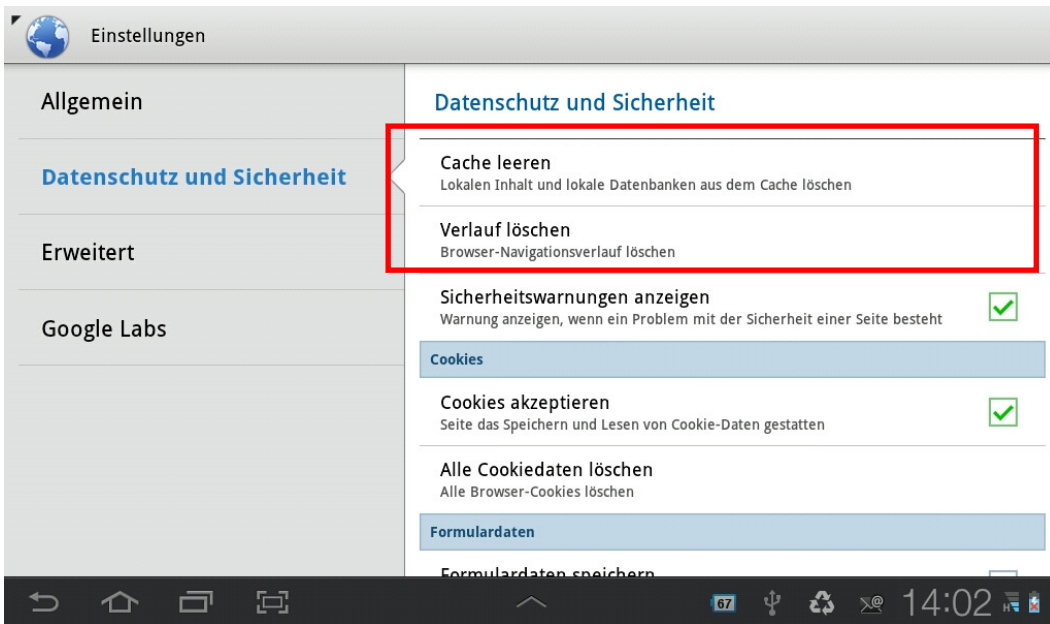 Einstellungen
Allgemein
Datenschutz und Sicherheit
Erweitert
Google Labs
Datenschutz und Sicherheit
Cache leeren
Lokalen Inhalt und lokale Datenbanken aus dem Cache löschen
Verlauf löschen
Browser-Navigationsverlauf löschen
Sicherheitswarnungen anzeigen
Warnung anzeigen, wenn ein Problem mit der Sicherheit einer Seite besteht
Cookies
Cookies akzeptieren
Seite das Speichern und Lesen von Cookie-Daten gestatten
Alle Cookiedaten löschen
Alle Browser-Cookies löschen
Formulardaten
Formulardaten speichern
67 14:02 H